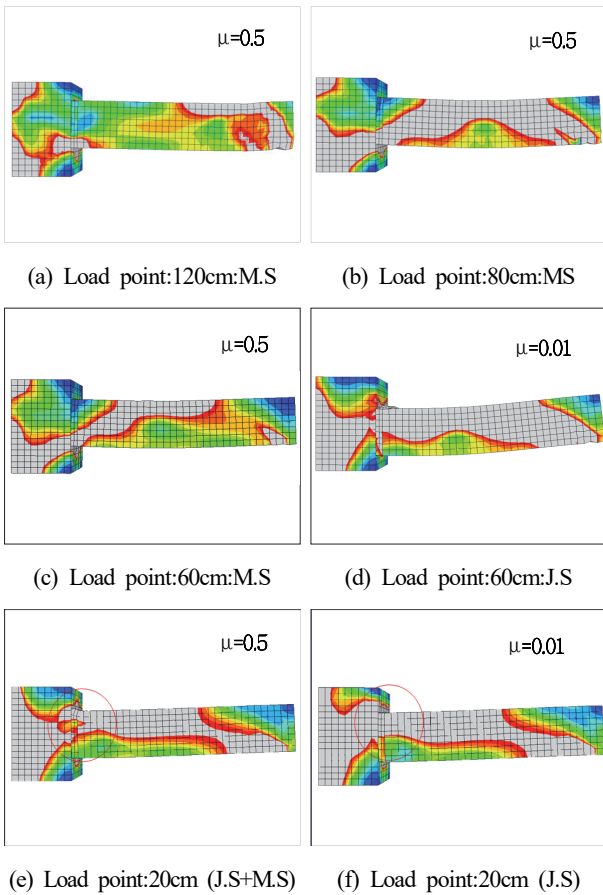 μ=0.5
μ=0.5
(a) Load point:120cm:M.S
(b) Load point:80cm:MS
μ=0.5
μ=0.01
(c) Load point:60cm:M.S
(d) Load point:60cm:J.S
μ=0.5
μ=0.01
(e) Load point:20cm (J.S+M.S)
(f) Load point:20cm (J.S)